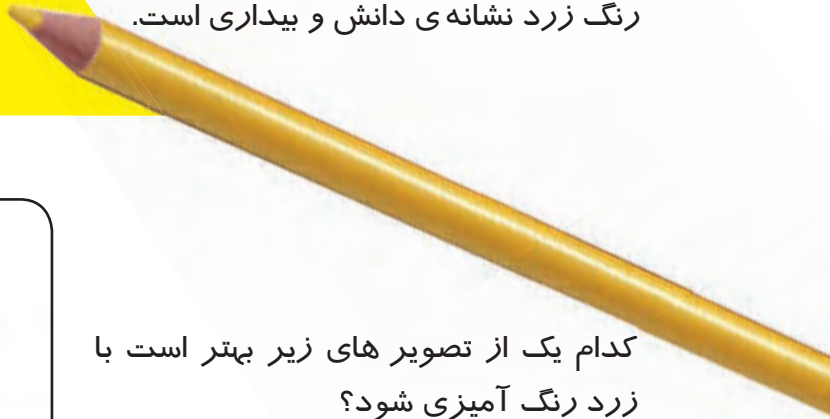 رنگ زرد نشانه ی دانش و بیداری است.
کدام یک از تصویر های زیر بهتر است با
زرد رنگ آمیزی شود؟